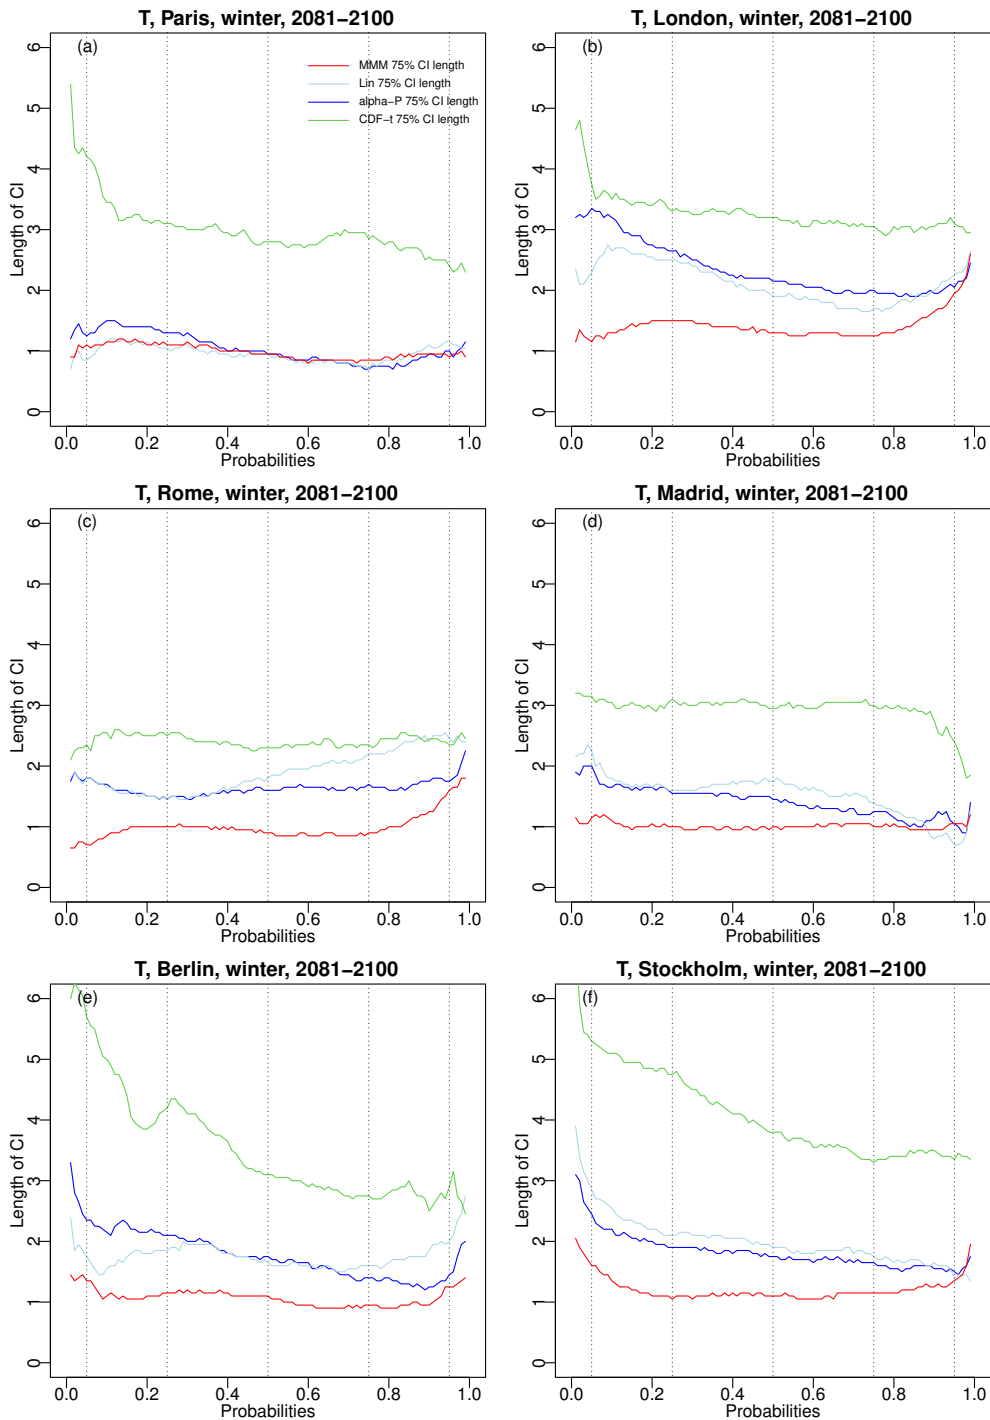 T, Paris, winter, 2081−2100
(a)
MMM 75% CI length
Lin 75% CI length
alpha−P 75% CI length
CDF−t 75% CI length
Length of CI
0 1 2 3 4 5 6
0.0 0.2 0.4 0.6 0.8 1.0
Probabilities
T, London, winter, 2081−2100
(b)
Length of CI
0 1 2 3 4 5 6
0.0 0.2 0.4 0.6 0.8 1.0
Probabilities
T, Rome, winter, 2081−2100
(c)
Length of CI
0 1 2 3 4 5 6
0.0 0.2 0.4 0.6 0.8 1.0
Probabilities
T, Madrid, winter, 2081−2100
(d)
Length of CI
0 1 2 3 4 5 6
0.0 0.2 0.4 0.6 0.8 1.0
Probabilities
T, Berlin, winter, 2081−2100
(e)
Length of CI
0 1 2 3 4 5 6
0.0 0.2 0.4 0.6 0.8 1.0
Probabilities
T, Stockholm, winter, 2081−2100
(f)
Length of CI
0 1 2 3 4 5 6
0.0 0.2 0.4 0.6 0.8 1.0
Probabilities